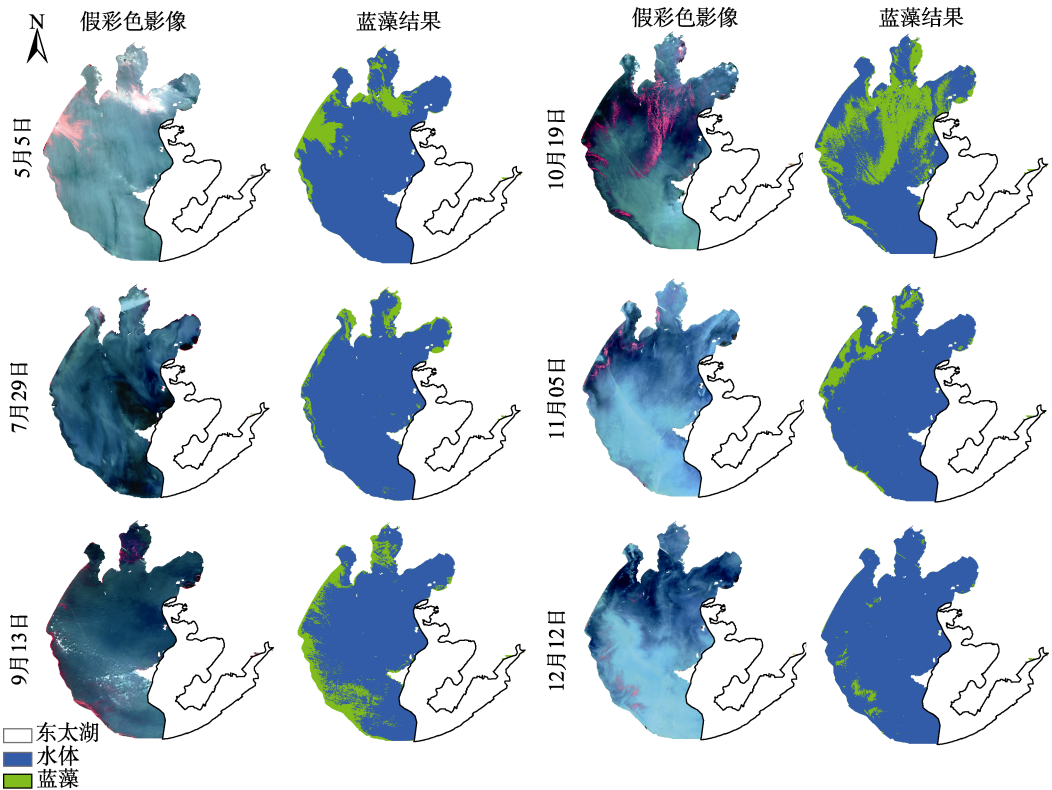 N
假彩色影像
蓝藻结果
假彩色影像
蓝藻结果
5月5日
10月19日
7月29日
11月05日
9月13日
12月12日
东太湖
水体
蓝藻